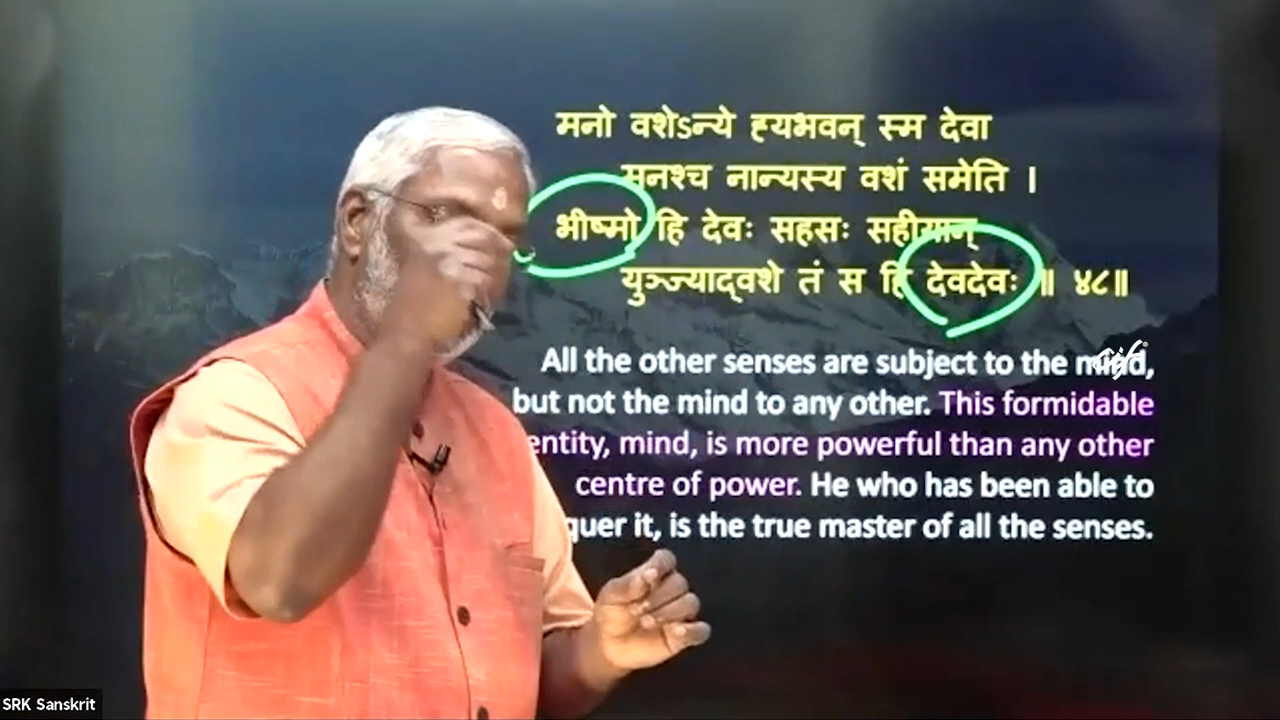 मनो वशेऽन्ये ह्यभवन् स्म देवा
मनश्च नान्यस्य वशं समेति ।
भीष्मो हि देवः सहसः सहीयान्
युञ्ज्याद्वशे तं स हि देवदेवः ॥ ४८॥
All the other senses are subject to the mind,
but not the mind to any other. This formidable
entity, mind, is more powerful than any other
centre of power. He who has been able to
quer it, is the true master of all the senses.
SRK Sanskrit